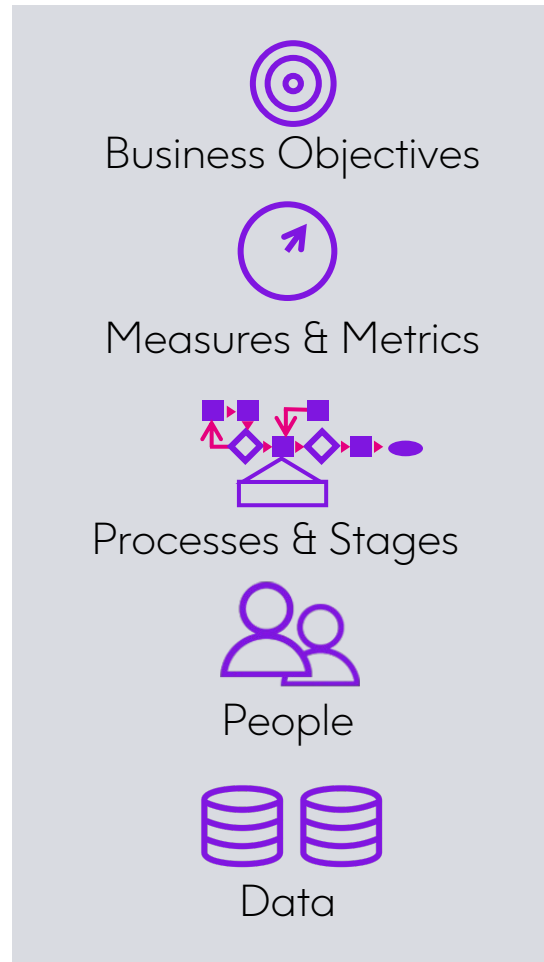 Business Objectives
Measures & Metrics
Processes & Stages
People
Data